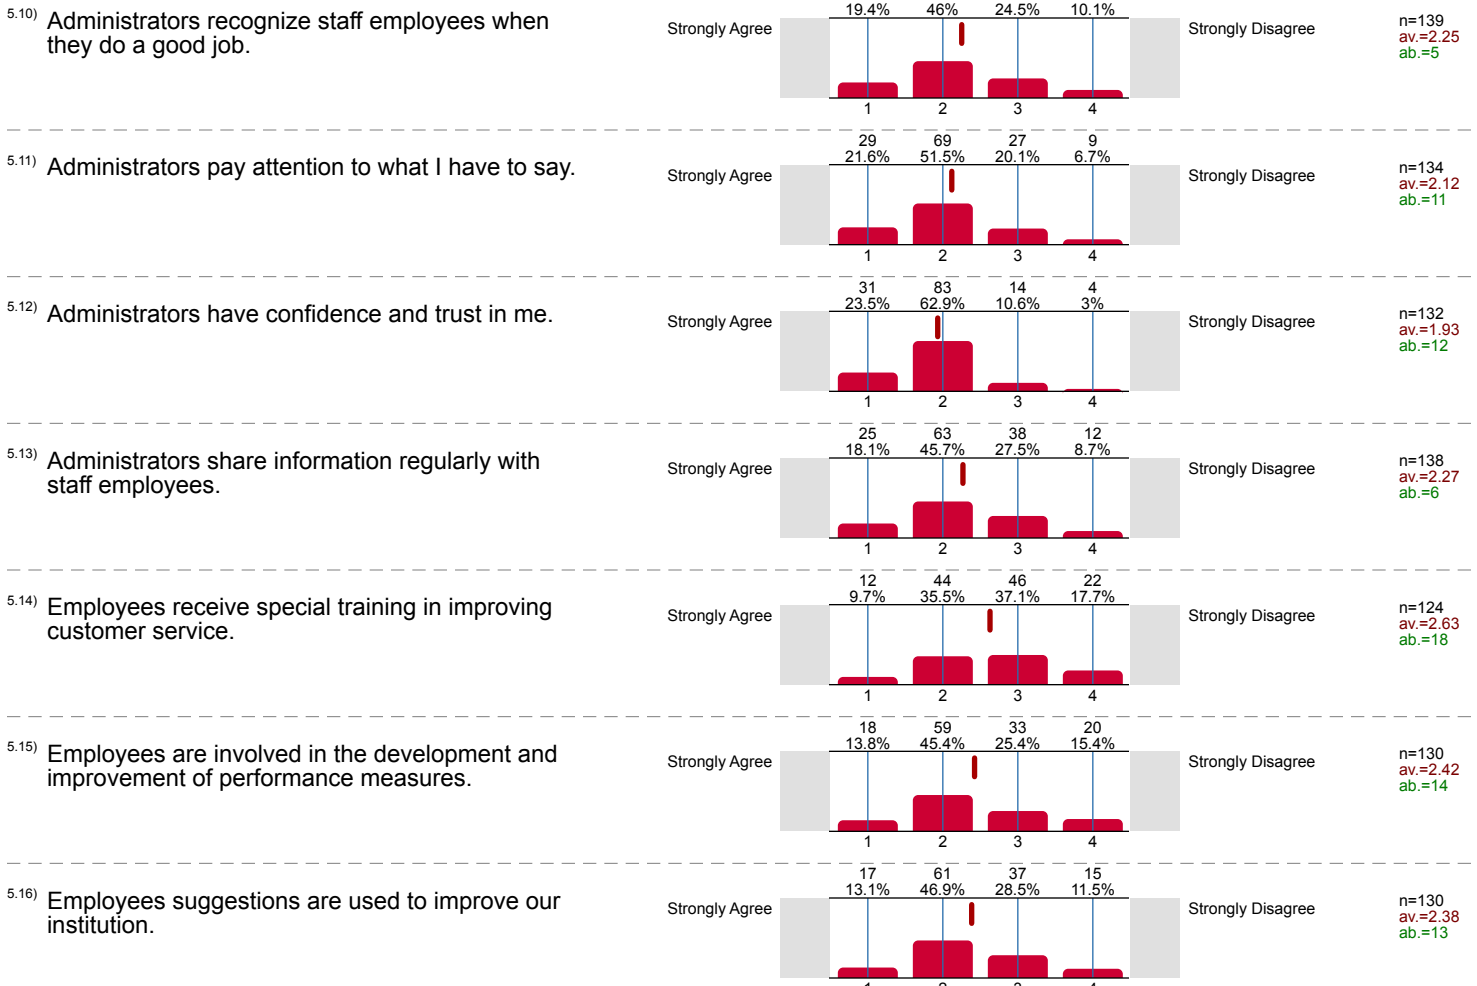 19.4% 46% 24.5% 10.1%
5.10) Administrators recognize staff employees when
they do a good job.
Strongly Agree
Strongly Disagree
n=139
av.=2.25
ab.=5
1 2 3 4
29 69 27 9
21.6% 51.5% 20.1% 6.7%
5.11) Administrators pay attention to what I have to say.
Strongly Agree
Strongly Disagree
n=134
av.=2.12
ab.=11
1 2 3 4
31 83 14 4
23.5% 62.9% 10.6% 3%
5.12) Administrators have confidence and trust in me.
Strongly Agree
Strongly Disagree
n=132
av.=1.93
ab.=12
1 2 3 4
25 63 38 12
18.1% 45.7% 27.5% 8.7%
5.13) Administrators share information regularly with
staff employees.
Strongly Agree
Strongly Disagree
n=138
av.=2.27
ab.=6
1 2 3 4
12 44 46 22
9.7% 35.5% 37.1% 17.7%
5.14) Employees receive special training in improving
customer service.
Strongly Agree
Strongly Disagree
n=124
av.=2.63
ab.=18
1 2 3 4
18 59 33 20
13.8% 45.4% 25.4% 15.4%
5.15) Employees are involved in the development and
improvement of performance measures.
Strongly Agree
Strongly Disagree
n=130
av.=2.42
ab.=14
1 2 3 4
17 61 37 15
13.1% 46.9% 28.5% 11.5%
5.16) Employees suggestions are used to improve our
institution.
Strongly Agree
Strongly Disagree
n=130
av.=2.38
ab.=13
1 2 3 4